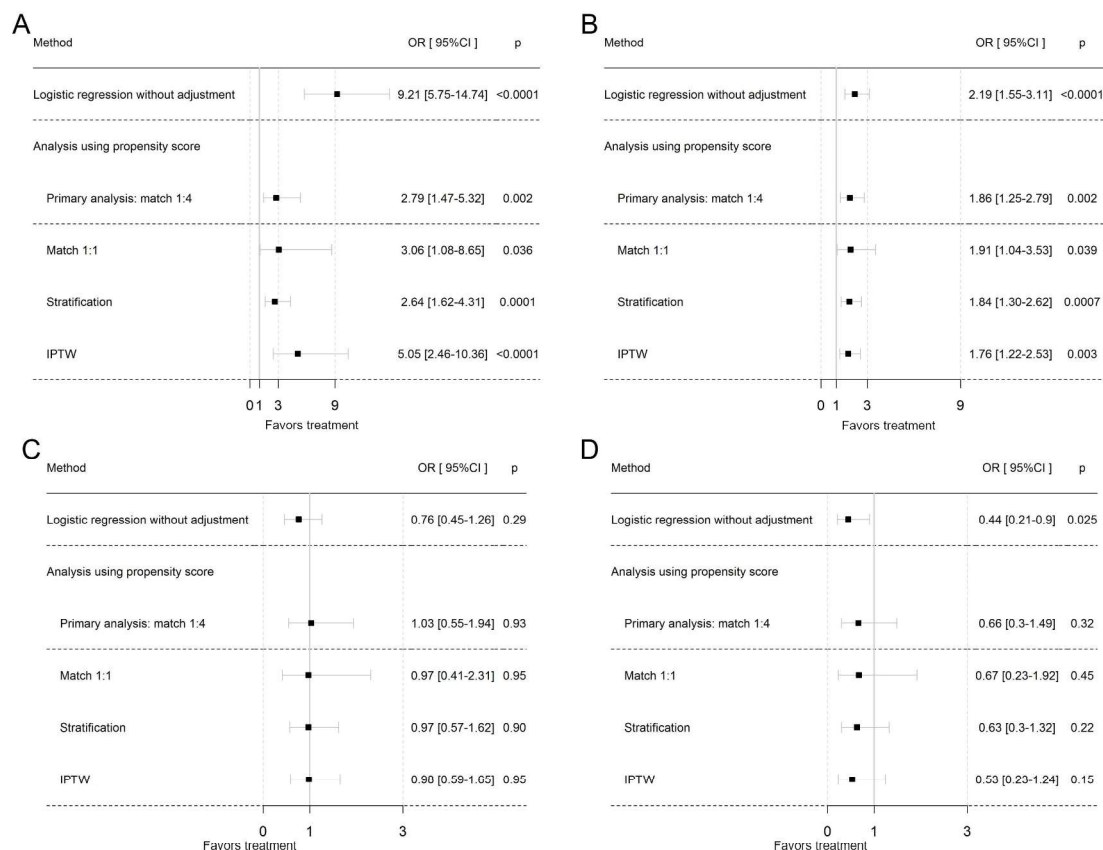 A
Method OR [ 95%CI ] p
Logistic regression without adjustment 9.21 [5.75-14.74] <0.0001
Analysis using propensity score
Primary analysis: match 1:4 2.79 [1.47-5.32] 0.002
Match 1:1 3.06 [1.08-8.65] 0.036
Stratification 2.64 [1.62-4.31] 0.0001
IPTW 5.05 [2.46-10.36] <0.0001
0 1 3 9
Favors treatment
B
Method OR [ 95%CI ] p
Logistic regression without adjustment 2.19 [1.55-3.11] <0.0001
Analysis using propensity score
Primary analysis: match 1:4 1.86 [1.25-2.79] 0.002
Match 1:1 1.91 [1.04-3.53] 0.039
Stratification 1.84 [1.30-2.62] 0.0007
IPTW 1.76 [1.22-2.53] 0.003
0 1 3 9
Favors treatment
C
Method OR [ 95%CI ] p
Logistic regression without adjustment 0.76 [0.45-1.26] 0.29
Analysis using propensity score
Primary analysis: match 1:4 1.03 [0.55-1.94] 0.93
Match 1:1 0.97 [0.41-2.31] 0.95
Stratification 0.97 [0.57-1.62] 0.90
IPTW 0.95
0 1 3
Favors treatment
D
Method OR [ 95%CI ] p
Logistic regression without adjustment 0.44 [0.21-0.9] 0.025
Analysis using propensity score
Primary analysis: match 1:4 0.66 [0.3-1.49] 0.32
Match 1:1 0.67 [0.23-1.92] 0.45
Stratification 0.63 [0.3-1.32] 0.22
IPTW 0.53 [0.23-1.24] 0.15
0 1 3
Favors treatment